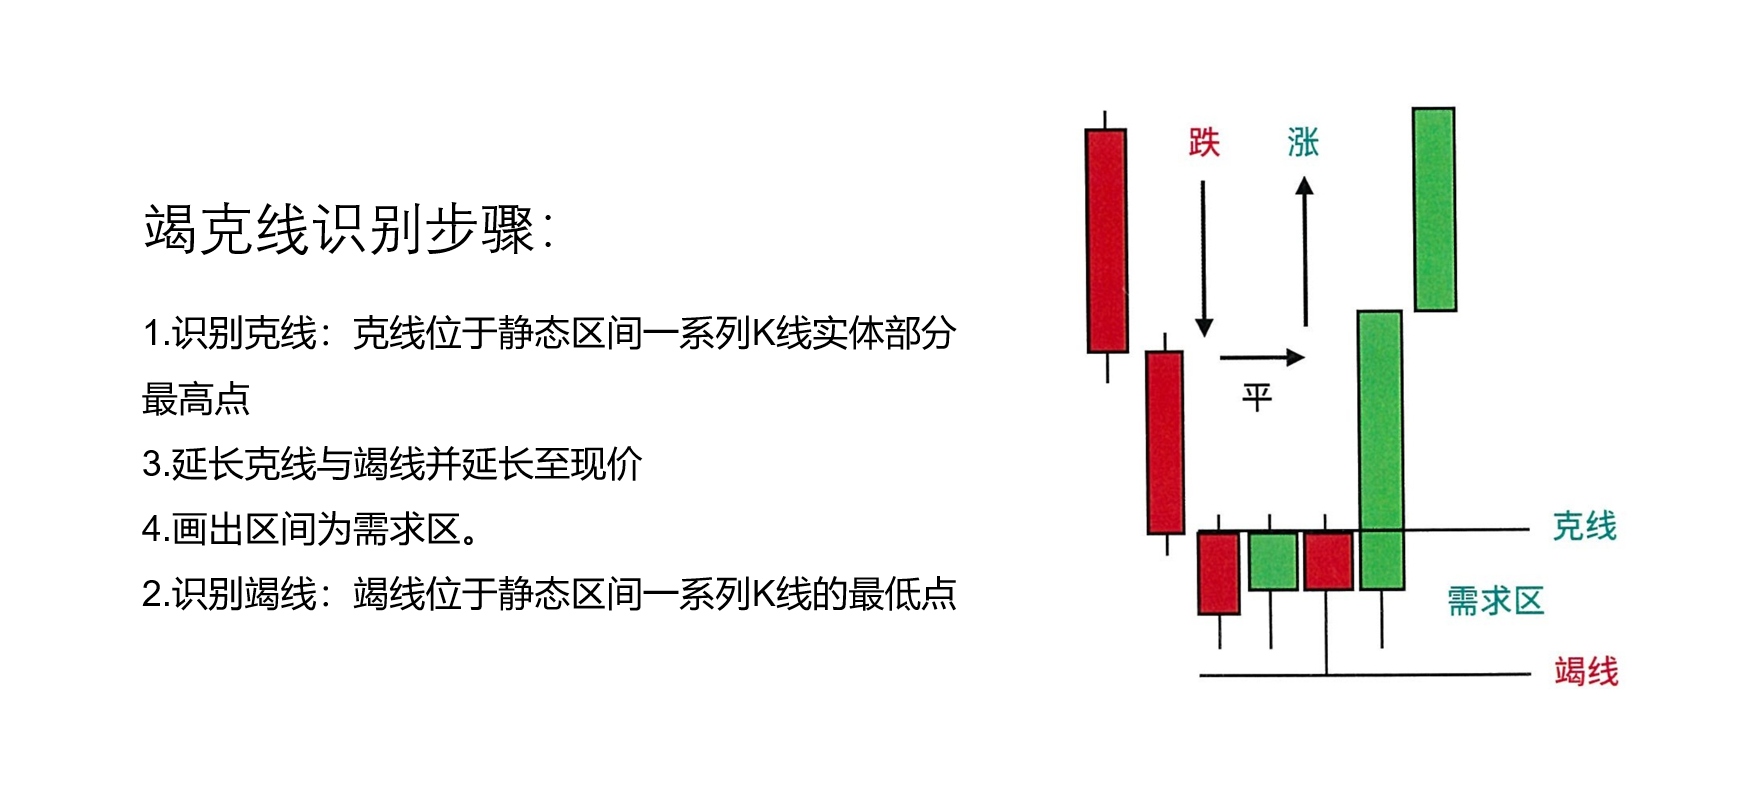 竭克线识别步骤：
1.识别克线：克线位于静态区间一系列K线实体部分
最高点
3.延长克线与竭线并延长至现价
4.画出区间为需求区。
2.识别竭线：竭线位于静态区间一系列K线的最低点
跌
涨
平
克线
需求区
竭线